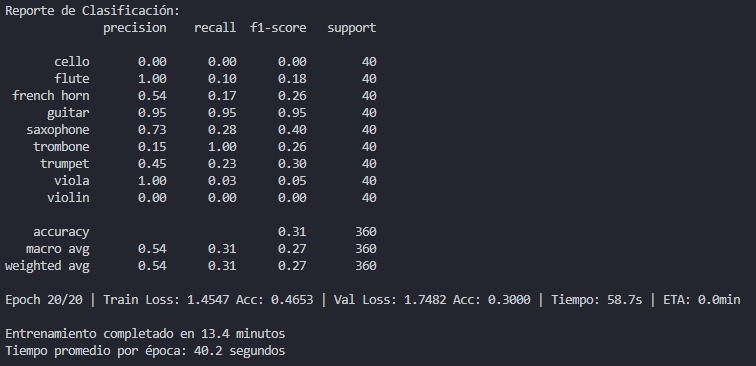 Reporte de Clasificación:
precision recall f1-score support
cello 0.00 0.00 0.00 40
flute 1.00 0.10 0.18 40
french horn 0.54 0.17 0.26 40
guitar 0.95 0.95 0.95 40
saxophone 0.73 0.28 0.40 40
trombone 0.15 1.00 0.26 40
trumpet 0.45 0.23 0.30 40
viola 1.00 0.03 0.05 40
violin 0.00 0.00 0.00 40
accuracy 0.31 360
macro avg 0.54 0.31 0.27 360
weighted avg 0.54 0.31 0.27 360
Epoch 20/20 | Train Loss: 1.4547 Acc: 0.4653 | Val Loss: 1.7482 Acc: 0.3000 | Tiempo: 58.7s | ETA: 0.0min
Entrenamiento completado en 13.4 minutos
Tiempo promedio por época: 40.2 segundos